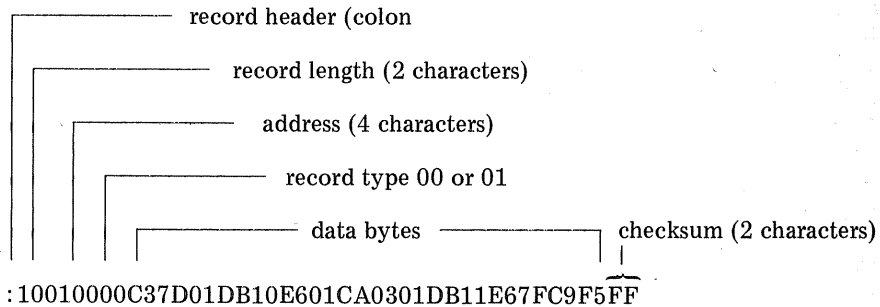 record header (colon
record length (2 characters)
address (4 characters)
record type 00 or 01
data bytes checksum (2 characters)
:10010000C37D01DB10E601CA0301DB11E67FC9F5FF